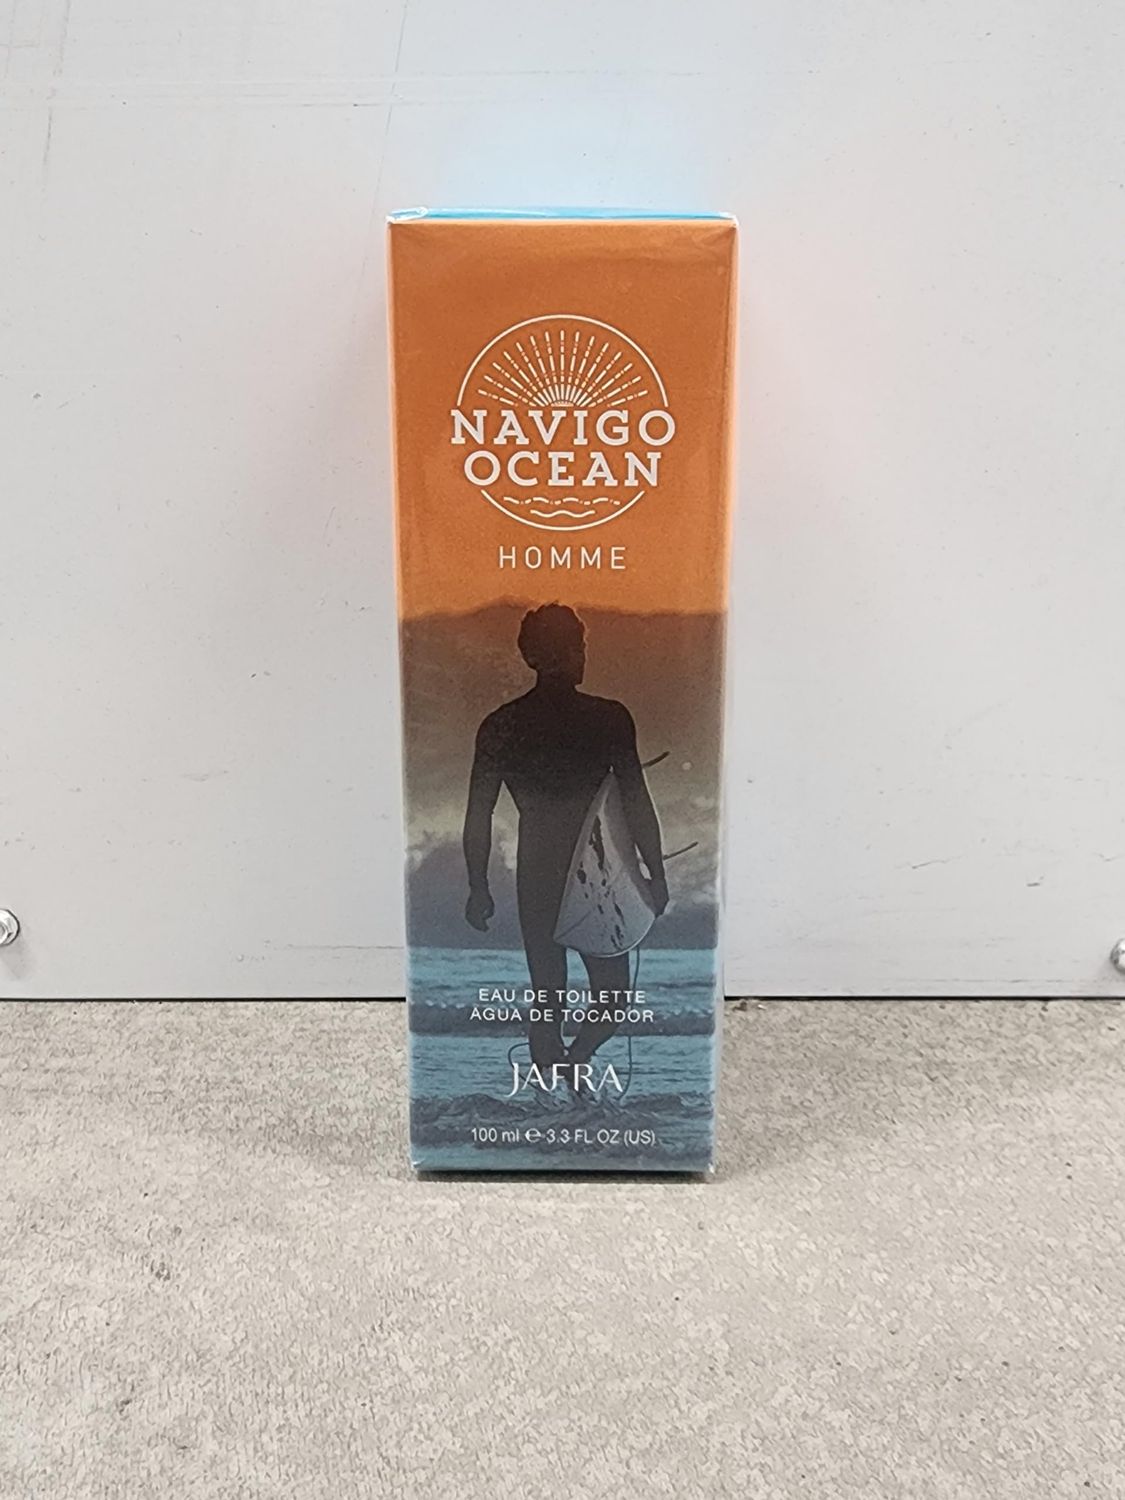 NAVIGO
OCEAN
HOMME
EAU DE TOILETTE
AGUA DE TOCADOR
JAFRA
100 ml ℮ 3.3 FL OZ (US)